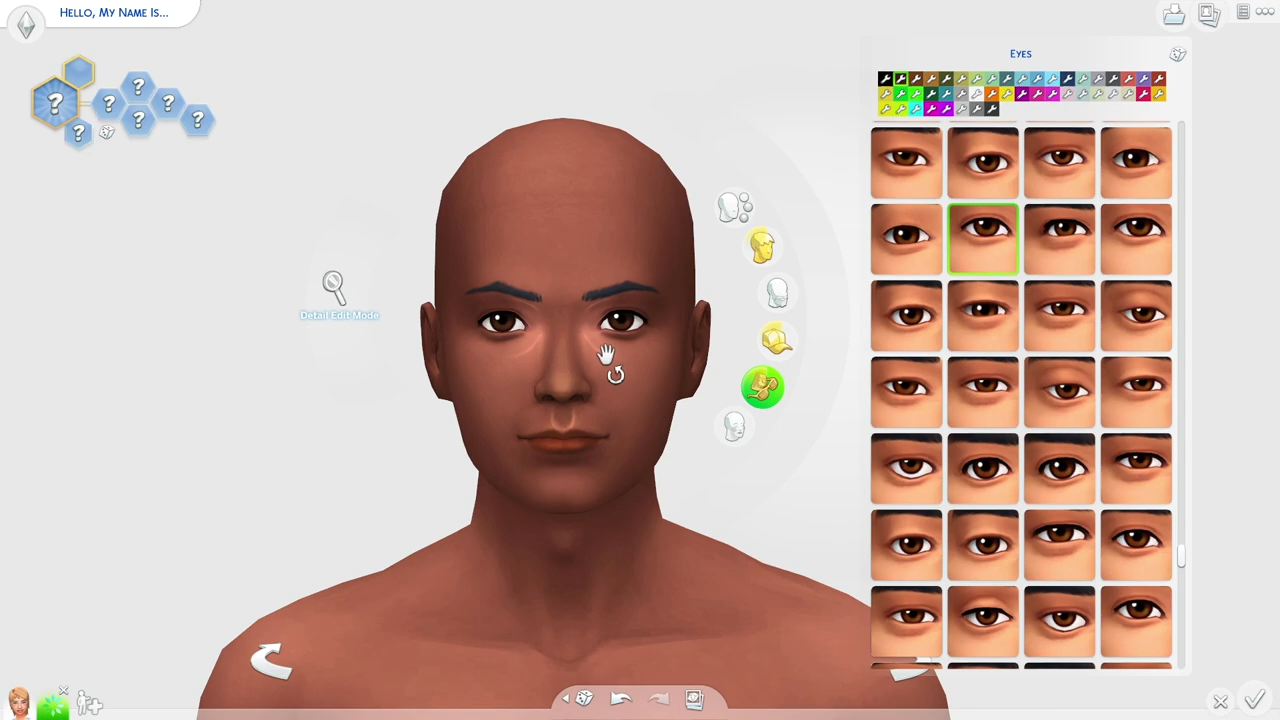 Hello, My Name Is...
Eyes
Detail Edit Mode
? ? ? ? ? ? ?